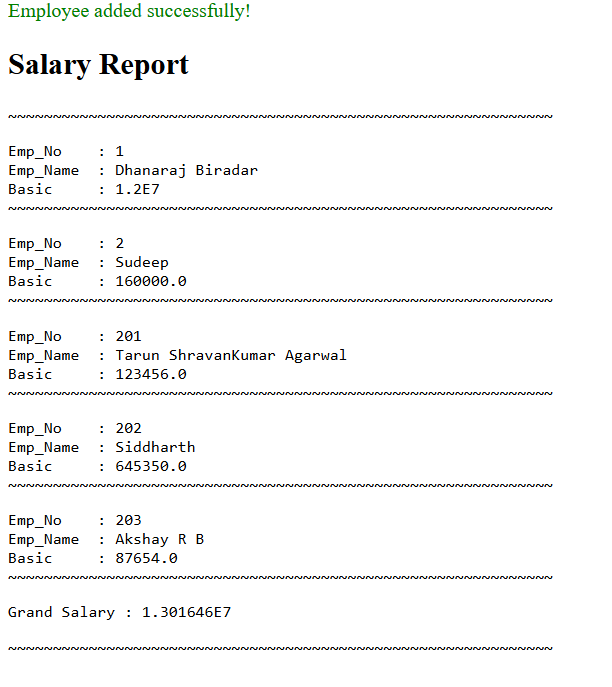 Employee added successfully!
Salary Report
~~~~~~~~~~~~~~~~~~~~~~~~~~~~~~~~~~~~~~~~~~~~~~~~~~~~~~~~~~~~~
Emp_No    : 1
Emp_Name  : Dhanaraj Biradar
Basic     : 1.2E7
~~~~~~~~~~~~~~~~~~~~~~~~~~~~~~~~~~~~~~~~~~~~~~~~~~~~~~~~~~~~~
Emp_No    : 2
Emp_Name  : Sudeep
Basic     : 160000.0
~~~~~~~~~~~~~~~~~~~~~~~~~~~~~~~~~~~~~~~~~~~~~~~~~~~~~~~~~~~~~
Emp_No    : 201
Emp_Name  : Tarun ShravanKumar Agarwal
Basic     : 123456.0
~~~~~~~~~~~~~~~~~~~~~~~~~~~~~~~~~~~~~~~~~~~~~~~~~~~~~~~~~~~~~
Emp_No    : 202
Emp_Name  : Siddharth
Basic     : 645350.0
~~~~~~~~~~~~~~~~~~~~~~~~~~~~~~~~~~~~~~~~~~~~~~~~~~~~~~~~~~~~~
Emp_No    : 203
Emp_Name  : Akshay R B
Basic     : 87654.0
~~~~~~~~~~~~~~~~~~~~~~~~~~~~~~~~~~~~~~~~~~~~~~~~~~~~~~~~~~~~~
Grand Salary : 1.301646E7
~~~~~~~~~~~~~~~~~~~~~~~~~~~~~~~~~~~~~~~~~~~~~~~~~~~~~~~~~~~~~